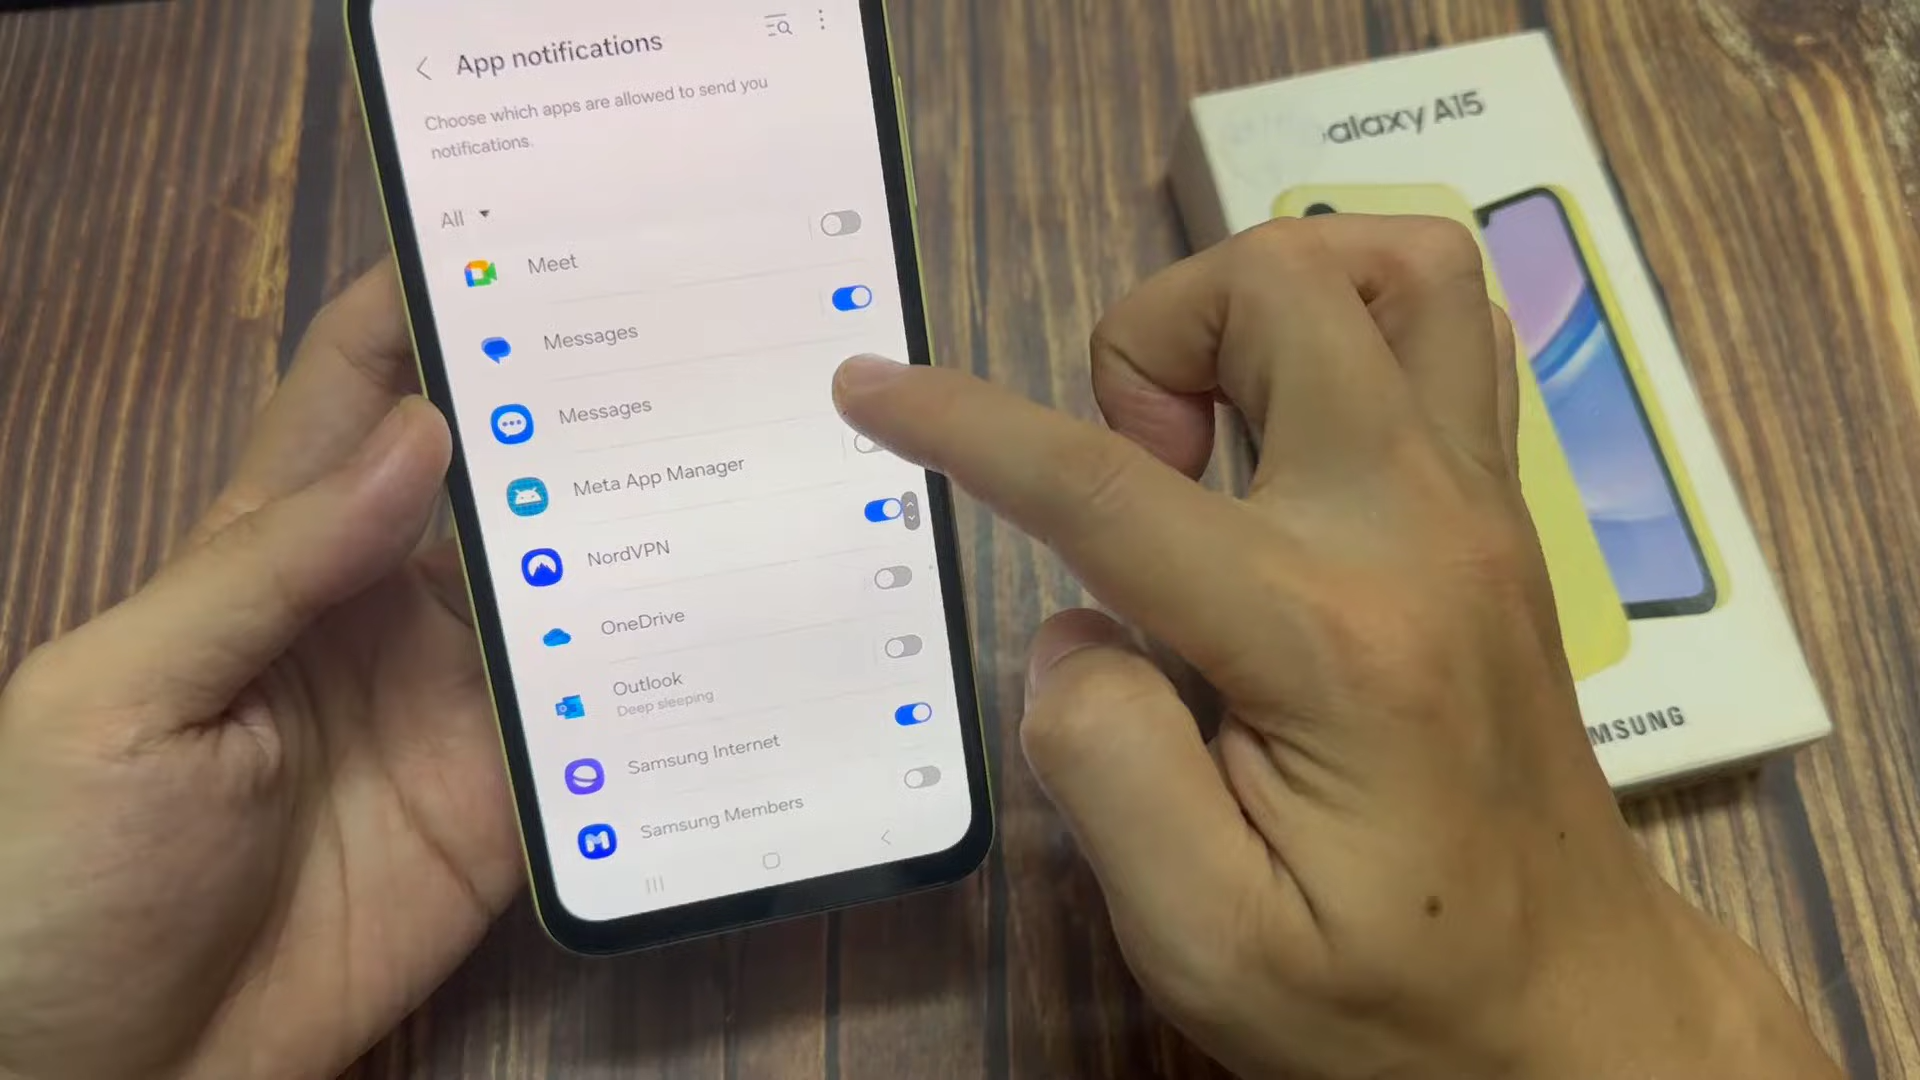 App notifications
Choose which apps are allowed to send you
notifications.
All
Meet
Messages
Messages
Meta App Manager
NordVPN
OneDrive
Outlook
Deep sleeping
Samsung Internet
Samsung Members
alaxy A15
MSUNG